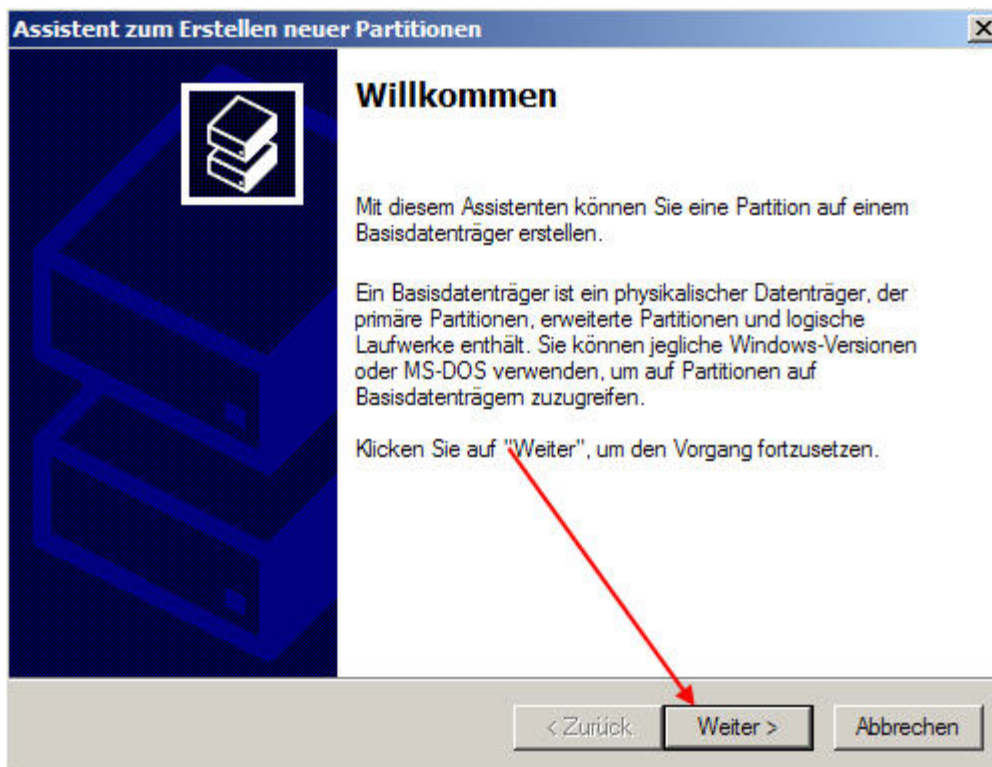 Assistent zum Erstellen neuer Partitionen
Willkommen
Mit diesem Assistenten können Sie eine Partition auf einem
Basisdatenträger erstellen.
Ein Basisdatenträger ist ein physikalischer Datenträger, der
primäre Partitionen, erweiterte Partitionen und logische
Laufwerke enthält. Sie können jegliche Windows-Versionen
oder MS-DOS verwenden, um auf Partitionen auf
Basisdatenträgern zuzugreifen.
Klicken Sie auf "Weiter", um den Vorgang fortzusetzen.
< Zurück
Weiter >
Abbrechen